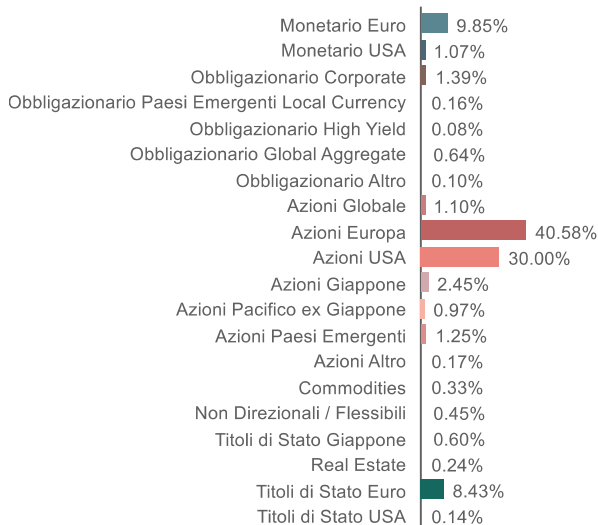 Monetario Euro 9.85%
Monetario USA 1.07%
Obbligazionario Corporate 1.39%
Obbligazionario Paesi Emergenti Local Currency 0.16%
Obbligazionario High Yield 0.08%
Obbligazionario Global Aggregate 0.64%
Obbligazionario Altro 0.10%
Azioni Globale 1.10%
Azioni Europa 40.58%
Azioni USA 30.00%
Azioni Giappone 2.45%
Azioni Pacifico ex Giappone 0.97%
Azioni Paesi Emergenti 1.25%
Azioni Altro 0.17%
Commodities 0.33%
Non Direzionali / Flessibili 0.45%
Titoli di Stato Giappone 0.60%
Real Estate 0.24%
Titoli di Stato Euro 8.43%
Titoli di Stato USA 0.14%